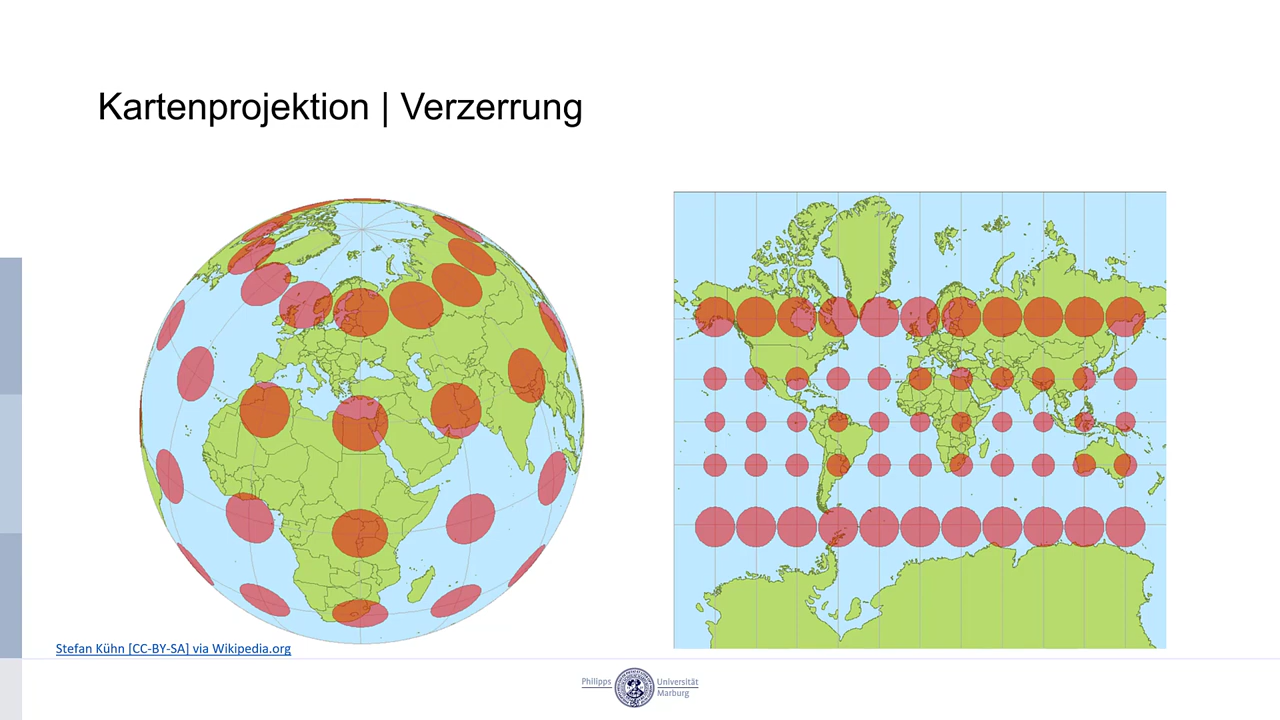 Kartenprojektion | Verzerrung
Stefan Kühn [CC-BY-SA] via Wikipedia.org
Philipps Universität
Marburg